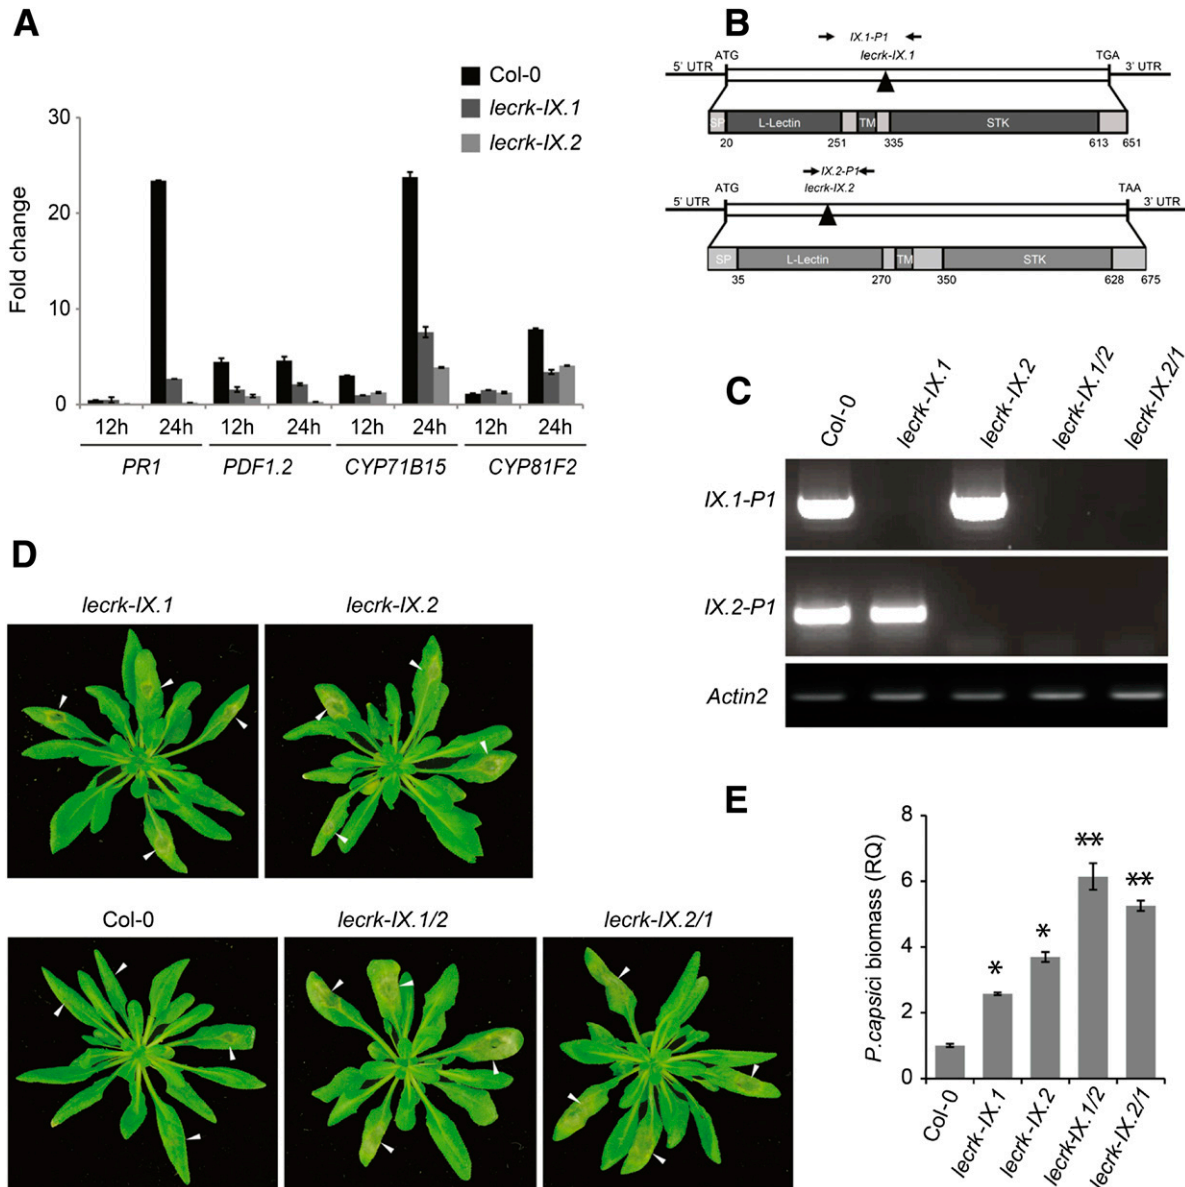 A
Col-0
lecrk-IX.1
lecrk-IX.2
Fold change
30
20
10
0
12h 24h 12h 24h 12h 24h 12h 24h
PR1 PDF1.2 CYP71B15 CYP81F2
B
IX.1-P1
lecrk-IX.1
ATG TGA
5' UTR 3' UTR
SP L-Lectin TM STK
20 251 335 613 651
IX.2-P1
lecrk-IX.2
ATG TAA
5' UTR 3' UTR
SP L-Lectin TM STK
35 270 350 628 675
C
Col-0 lecrk-IX.1 lecrk-IX.2 lecrk-IX.1/2 lecrk-IX.2/1
IX.1-P1
IX.2-P1
Actin2
D
lecrk-IX.1 lecrk-IX.2
Col-0 lecrk-IX.1/2 lecrk-IX.2/1
E
P.capsici biomass (RQ)
8
6
4
2
0
* * ** **
Col-0 lecrk-IX.1 lecrk-IX.2 lecrk-IX.1/2 lecrk-IX.2/1